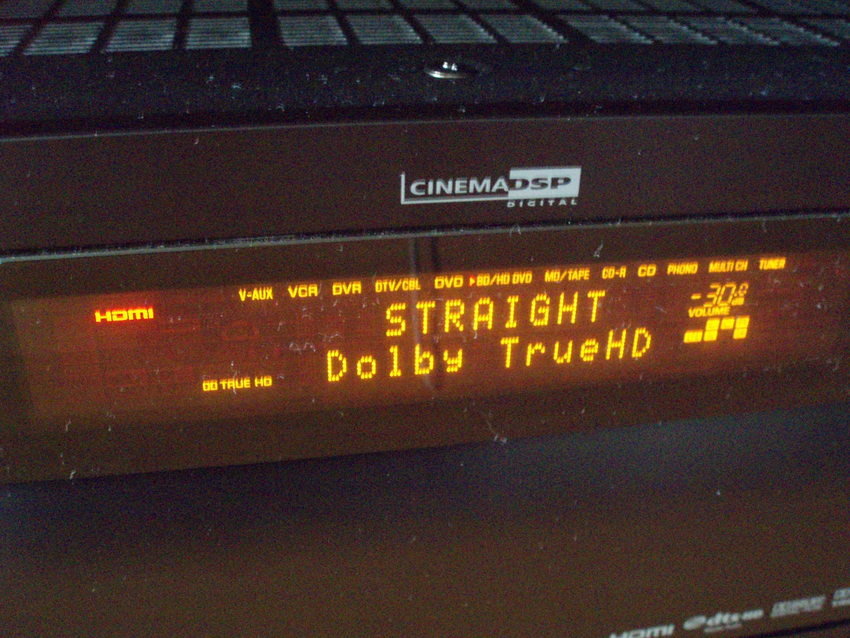 CINEMA DSP
DIGITAL
V-AUX VCR DVR DTV/CBL DVD BD/HD DVD MD/TAPE CD-R CD PHONO MULTI CH TUNER
HDMI
STRAIGHT
-30.0
VOLUME
Dolby TrueHD
TRUE HD
HDMI dts